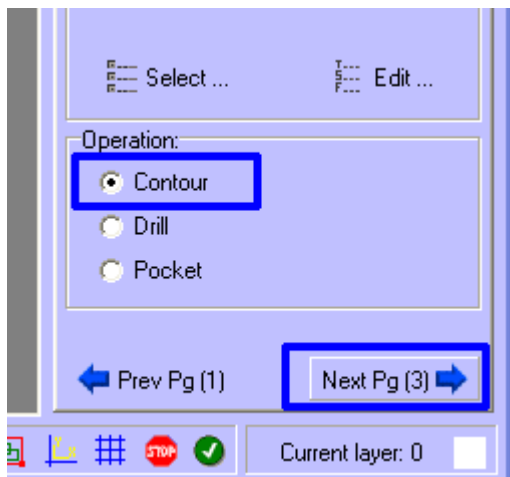 Select ... Edit ...
Operation:
Contour
Drill
Pocket
Prev Pg (1) Next Pg (3)
STOP Current layer: 0